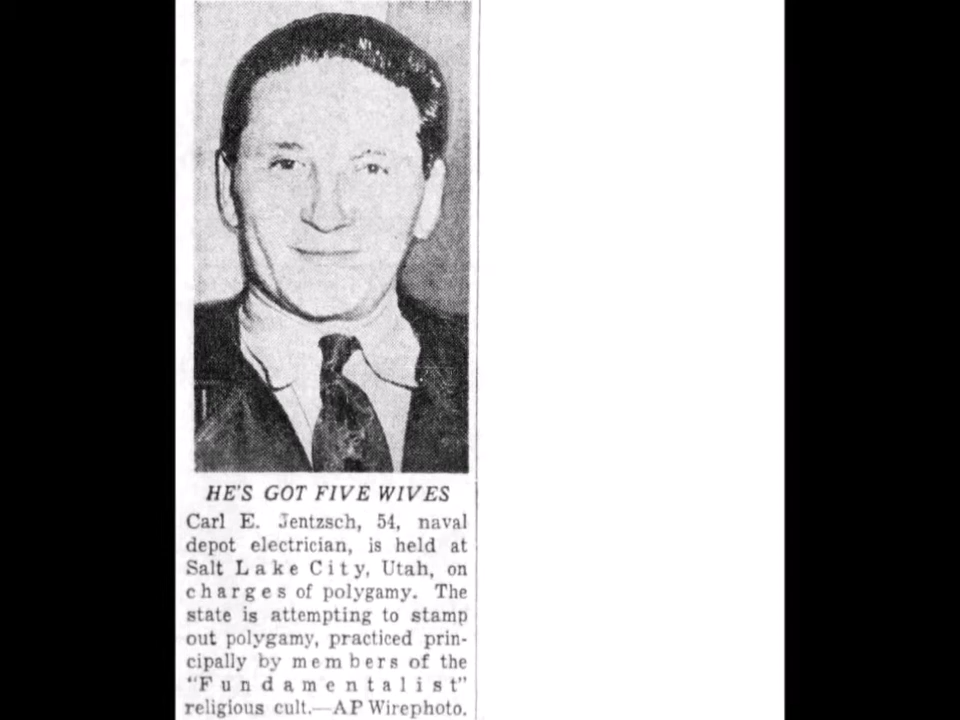 HE'S GOT FIVE WIVES
Carl E. Jentzsch, 54, naval
depot electrician, is held at
Salt Lake City, Utah, on
charges of polygamy. The
state is attempting to stamp
out polygamy, practiced prin-
cipally by members of the
"Fundamentalist"
religious cult.—AP Wirephoto.